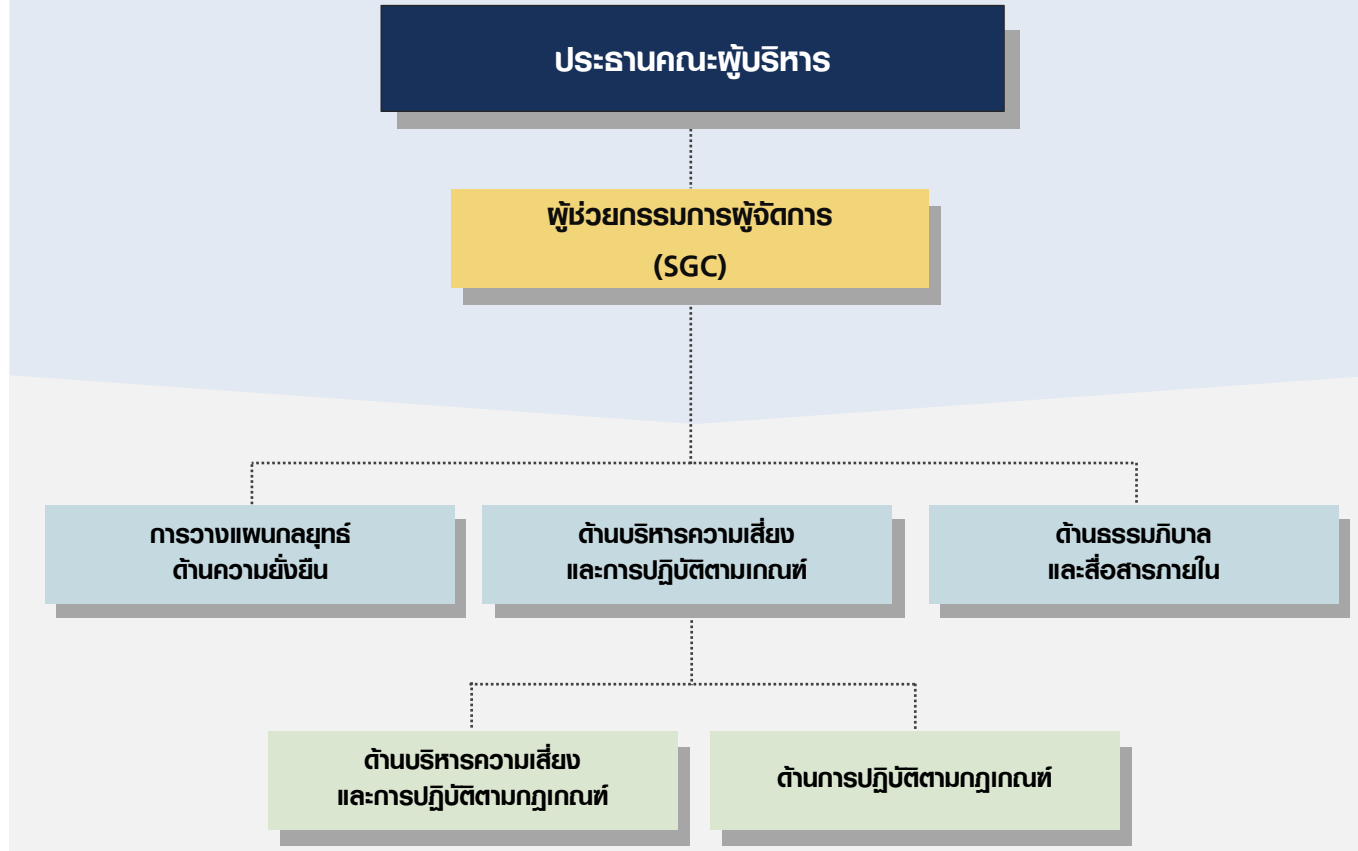 ประธานคณะผู้บริหาร
ผู้ช่วยกรรมการผู้จัดการ
(SGC)
การวางแผนกลยุทธ์
ด้านความยั่งยืน
ด้านบริหารความเสี่ยง
และการปฏิบัติตามเกณฑ์
ด้านธรรมภิบาล
และสื่อสารภายใน
ด้านบริหารความเสี่ยง
และการปฏิบัติตามกฎเกณฑ์
ด้านการปฏิบัติตามกฎเกณฑ์